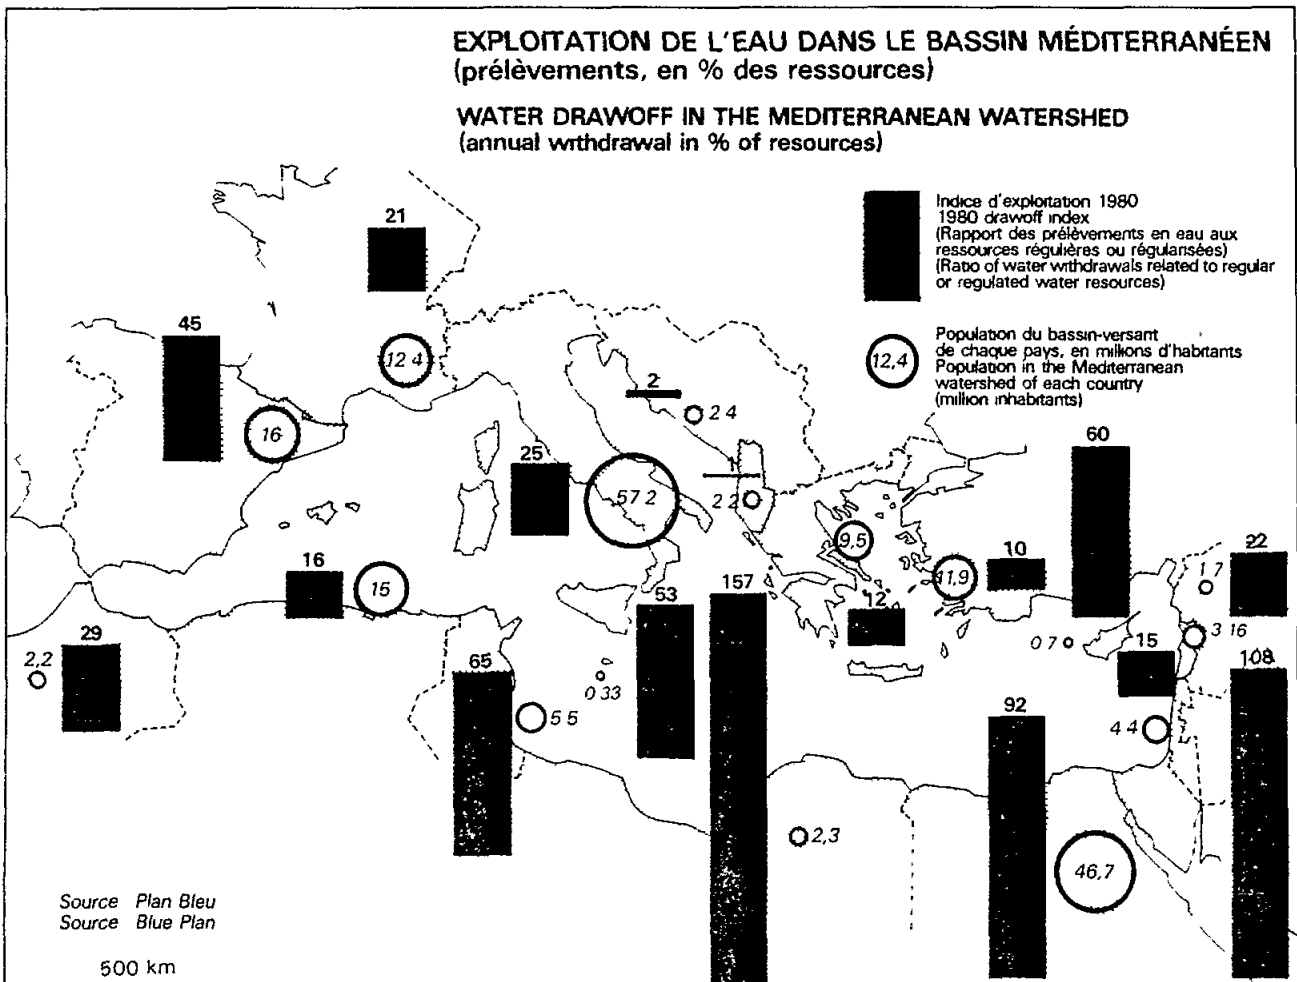 EXPLOITATION DE L'EAU DANS LE BASSIN MÉDITERRANÉEN
(prélèvements, en % des ressources)
WATER DRAWOFF IN THE MEDITERRANEAN WATERSHED
(annual withdrawal in % of resources)
Indice d'exploitation 1980
1980 drawoff index
(Rapport des prélèvements en eau aux
ressources régulières ou régularisées)
(Ratio of water withdrawals related to regular
or regulated water resources)
12,4
Population du bassin-versant
de chaque pays, en millions d'habitants
Population in the Mediterranean
watershed of each country
(million inhabitants)
21
45
12 4
2
2 4
16
60
25
1
57 2
2 2
9,5
10
22
16
15
11,9
1 7
53
157
12
29
0 7
15
3 16
2,2
65
0 33
108
5 5
92
4 4
2,3
46,7
Source Plan Bleu
Source Blue Plan
500 km